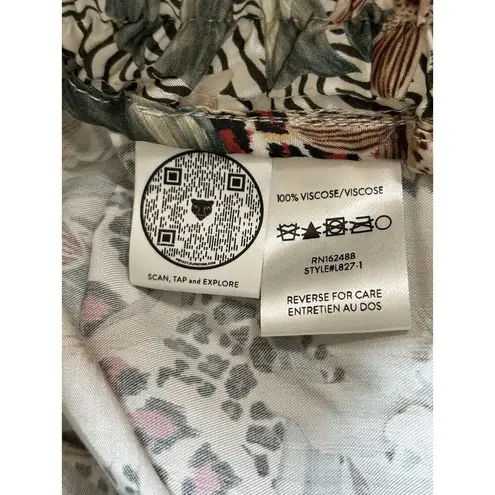 SCAN, TAP and EXPLORE
100% VISCOSE/VISCOSE
RN162488
STYLE#L827-1
REVERSE FOR CARE
ENTRETIEN AU DOS